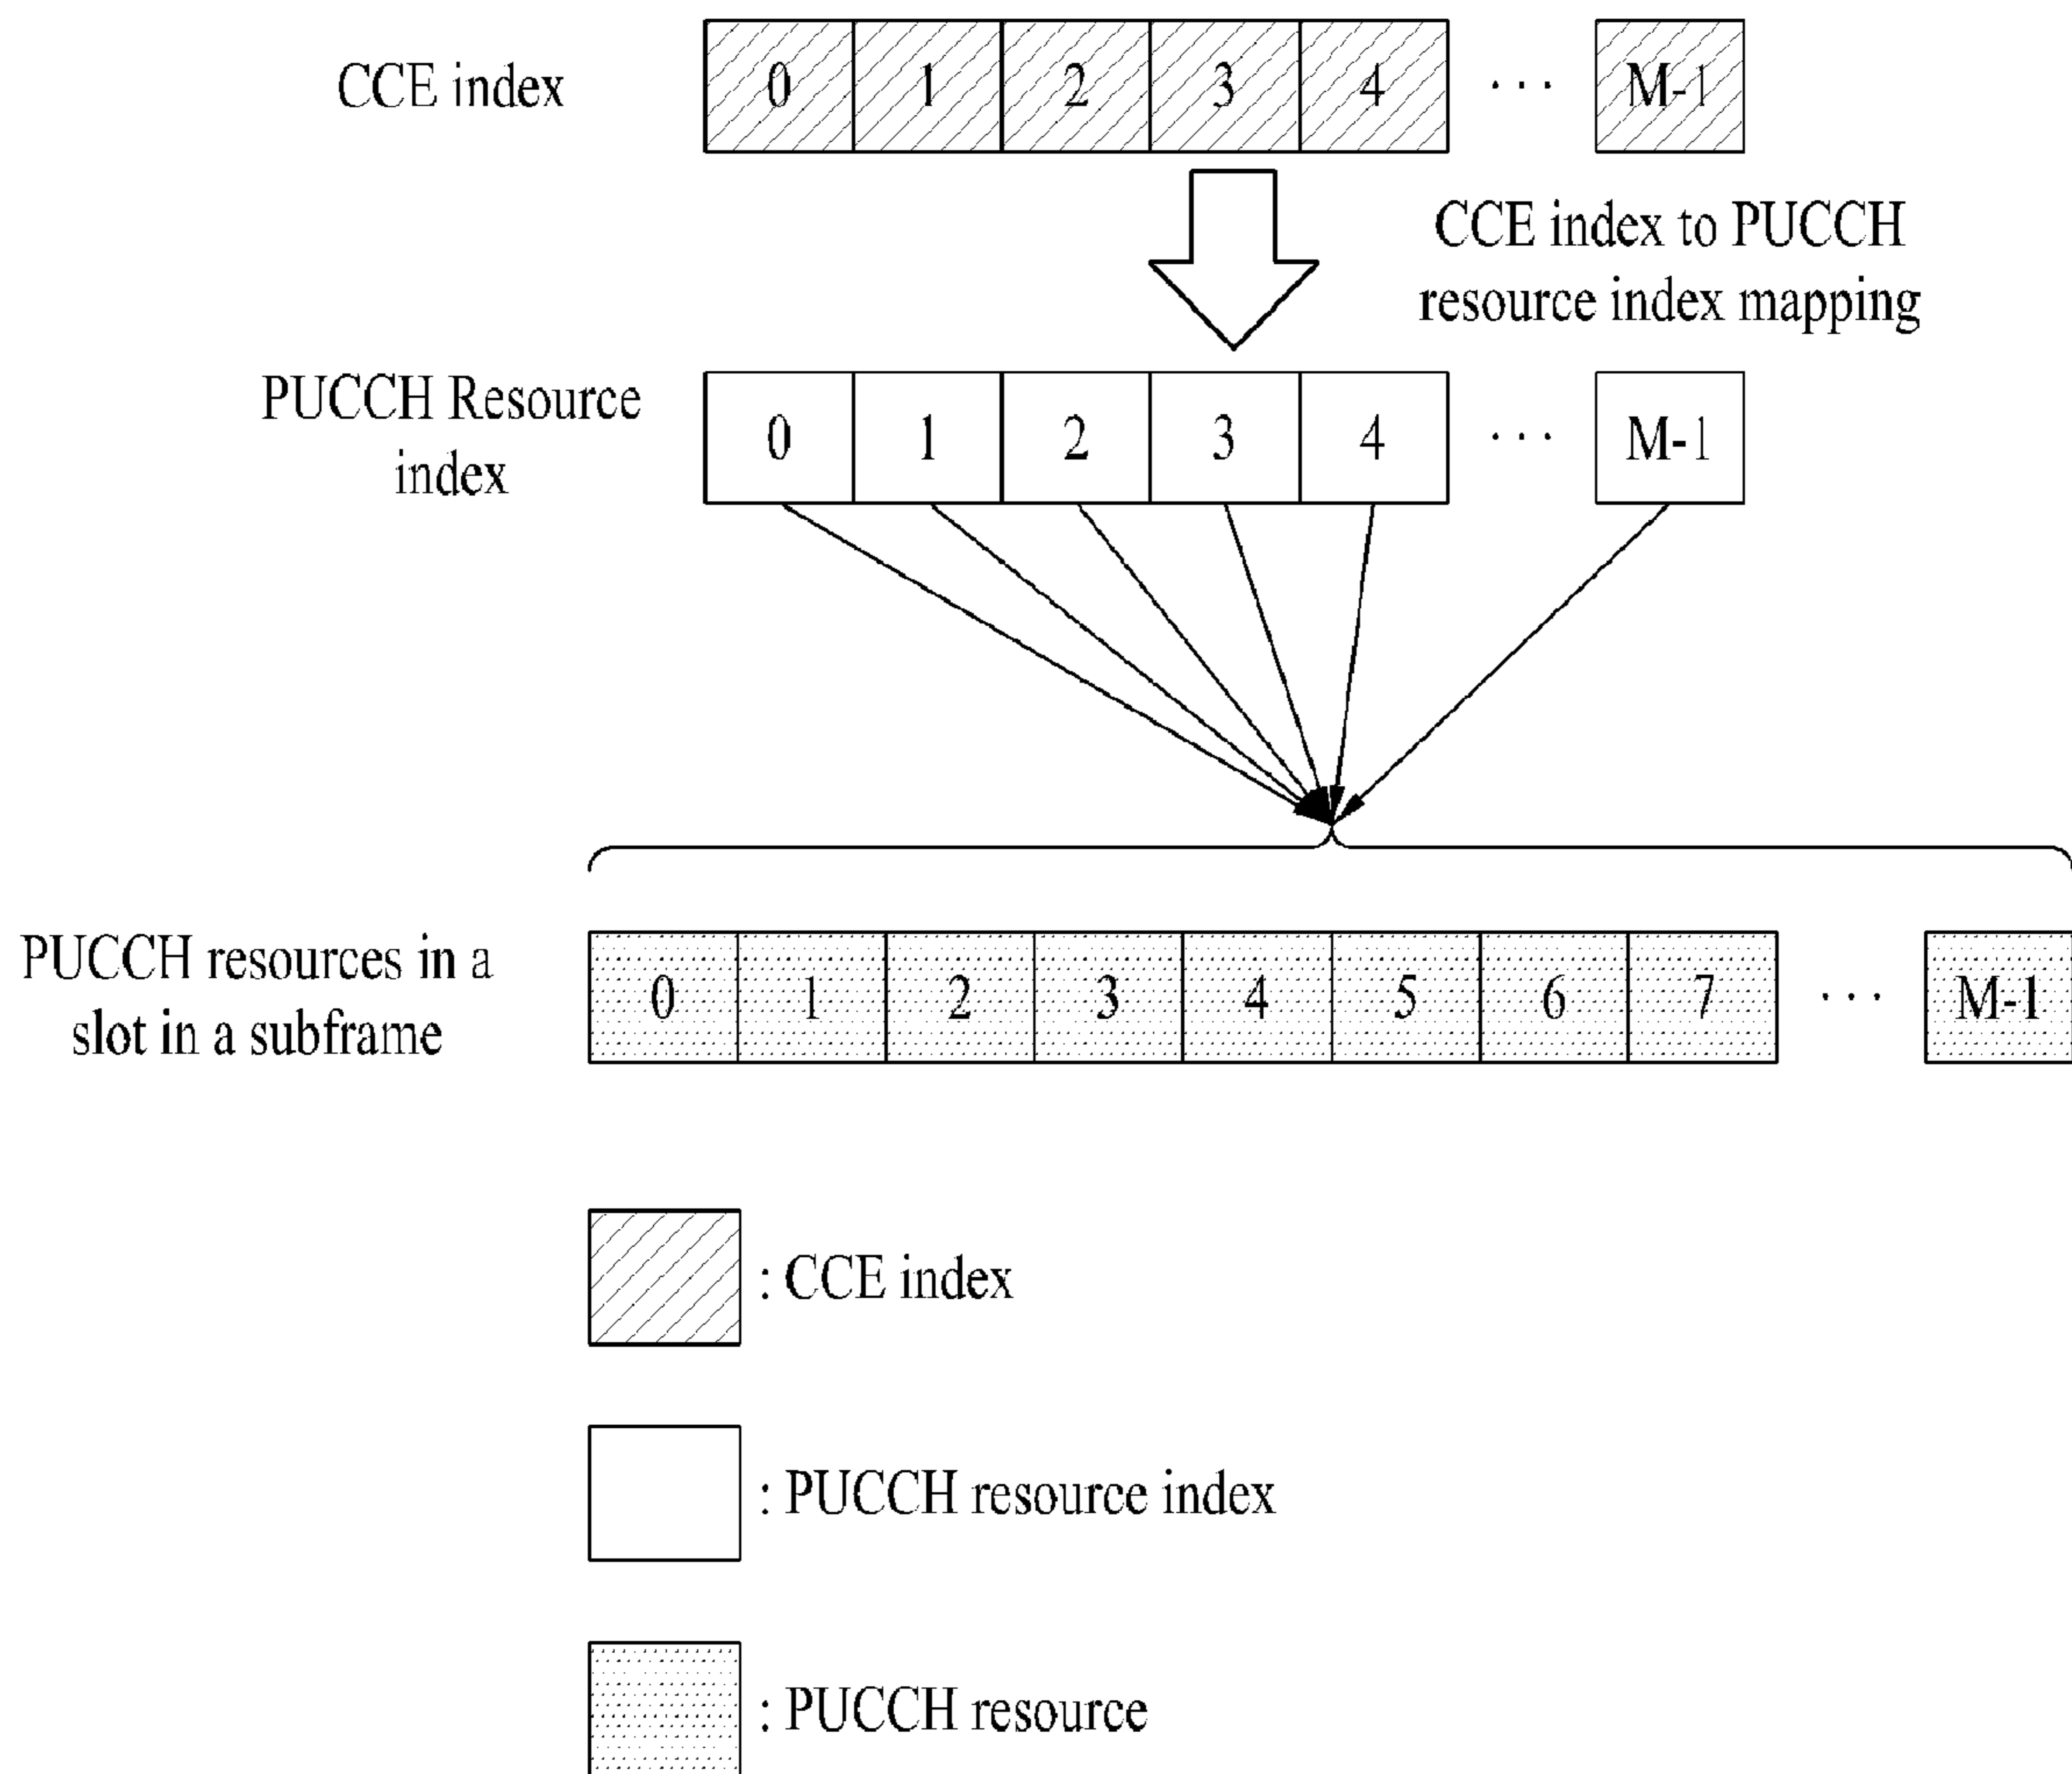 CCE index
0 1 2 3 4 ... M-1
CCE index to PUCCH
resource index mapping
PUCCH Resource
index
0 1 2 3 4 ... M-1
PUCCH resources in a
slot in a subframe
0 1 2 3 4 5 6 7 ... M-1
: CCE index
: PUCCH resource index
: PUCCH resource